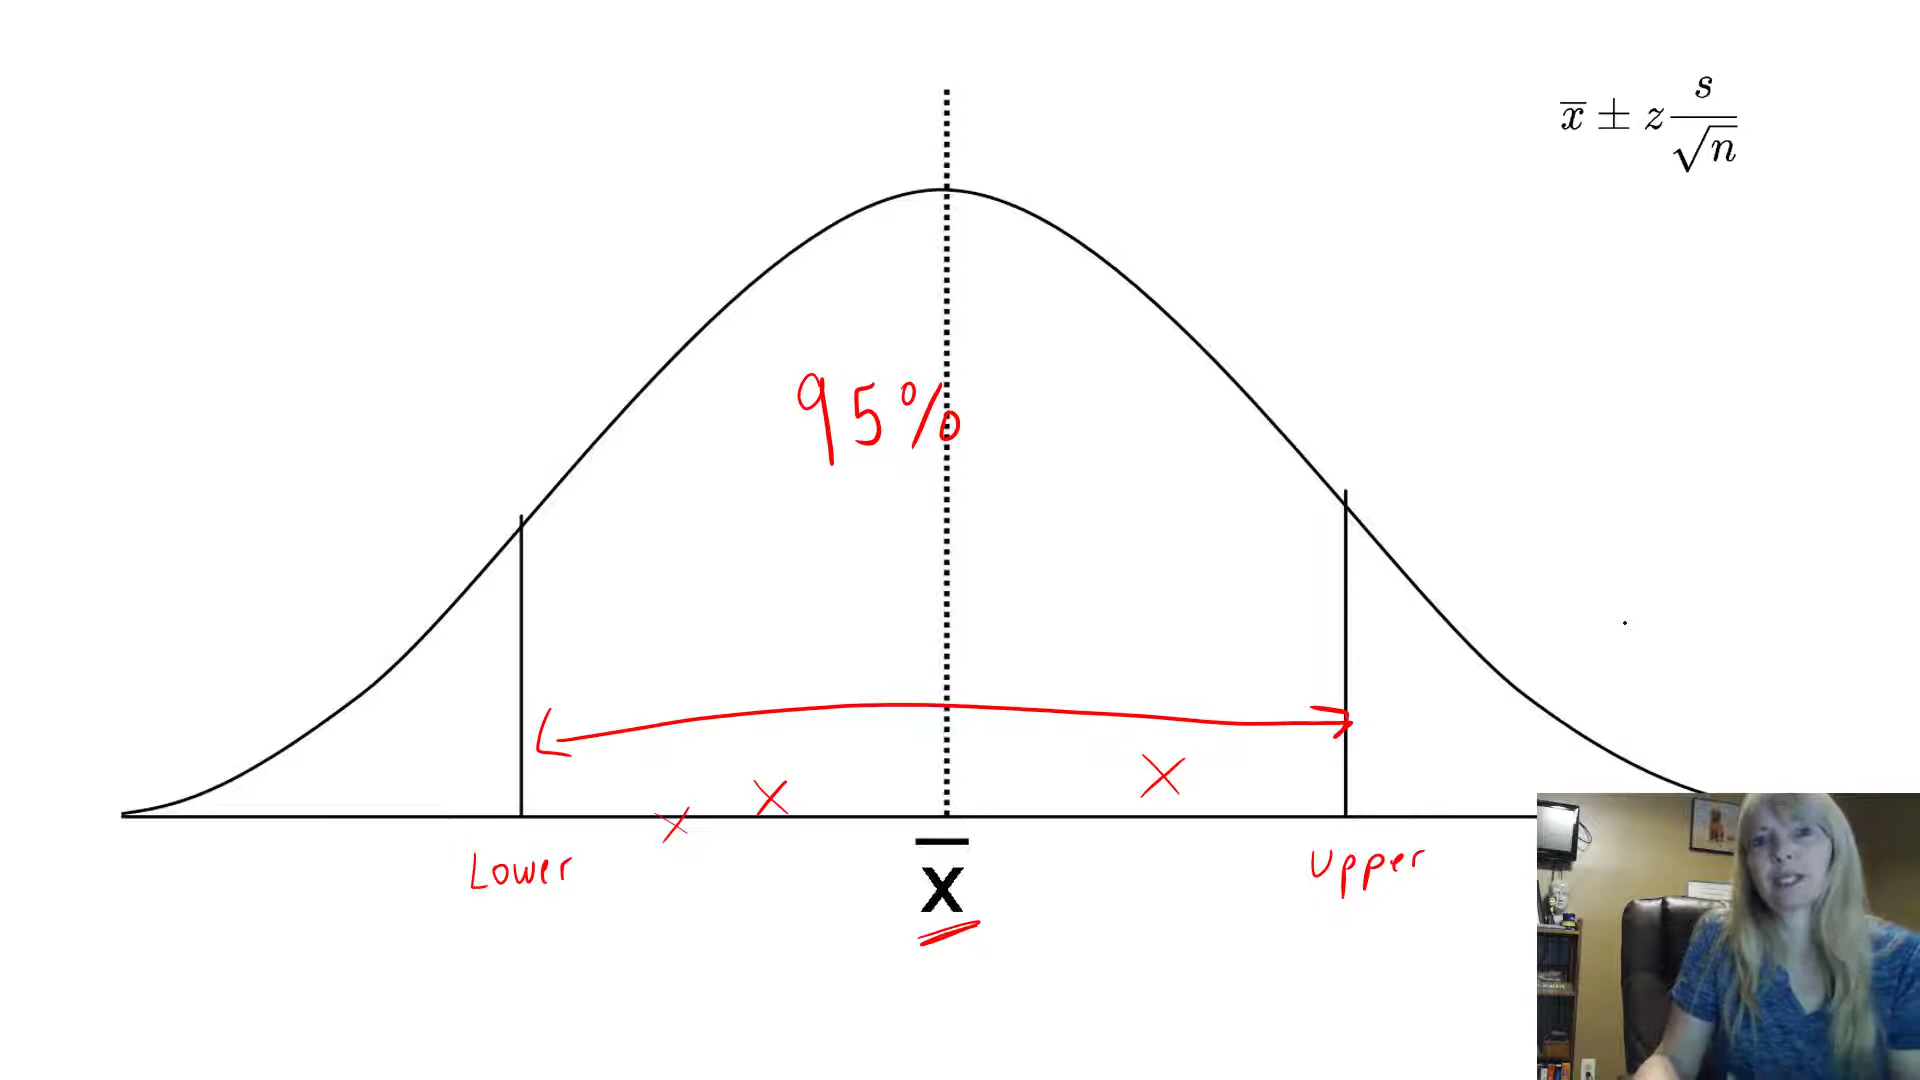 x̄ ± z s/√n
95%
x x x
Lower
X̄
Upper